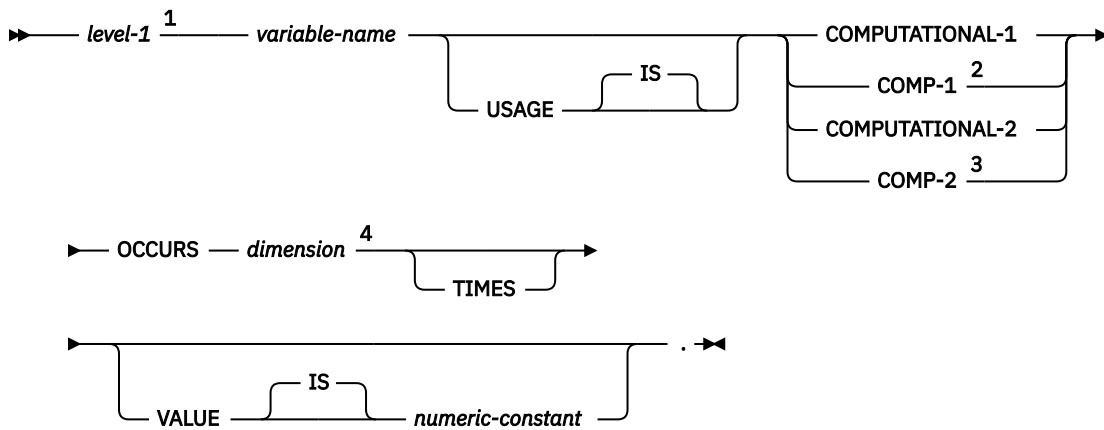 level-1 1 variable-name COMPUTATIONAL-1
IS
USAGE
COMP-1 2
COMPUTATIONAL-2
COMP-2 3
OCCURS dimension 4
TIMES
.
IS
VALUE numeric-constant